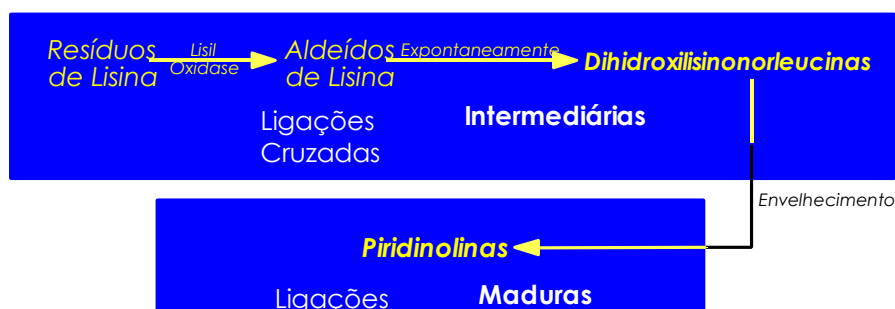 Resíduos
de Lisina
Lisil
Oxidase
Aldeídos
de Lisina
Expontaneamente
Dihidroxilisinonorleucinas
Ligações
Cruzadas
Intermediárias
Envelhecimento
Piridinolinas
Ligações
Maduras